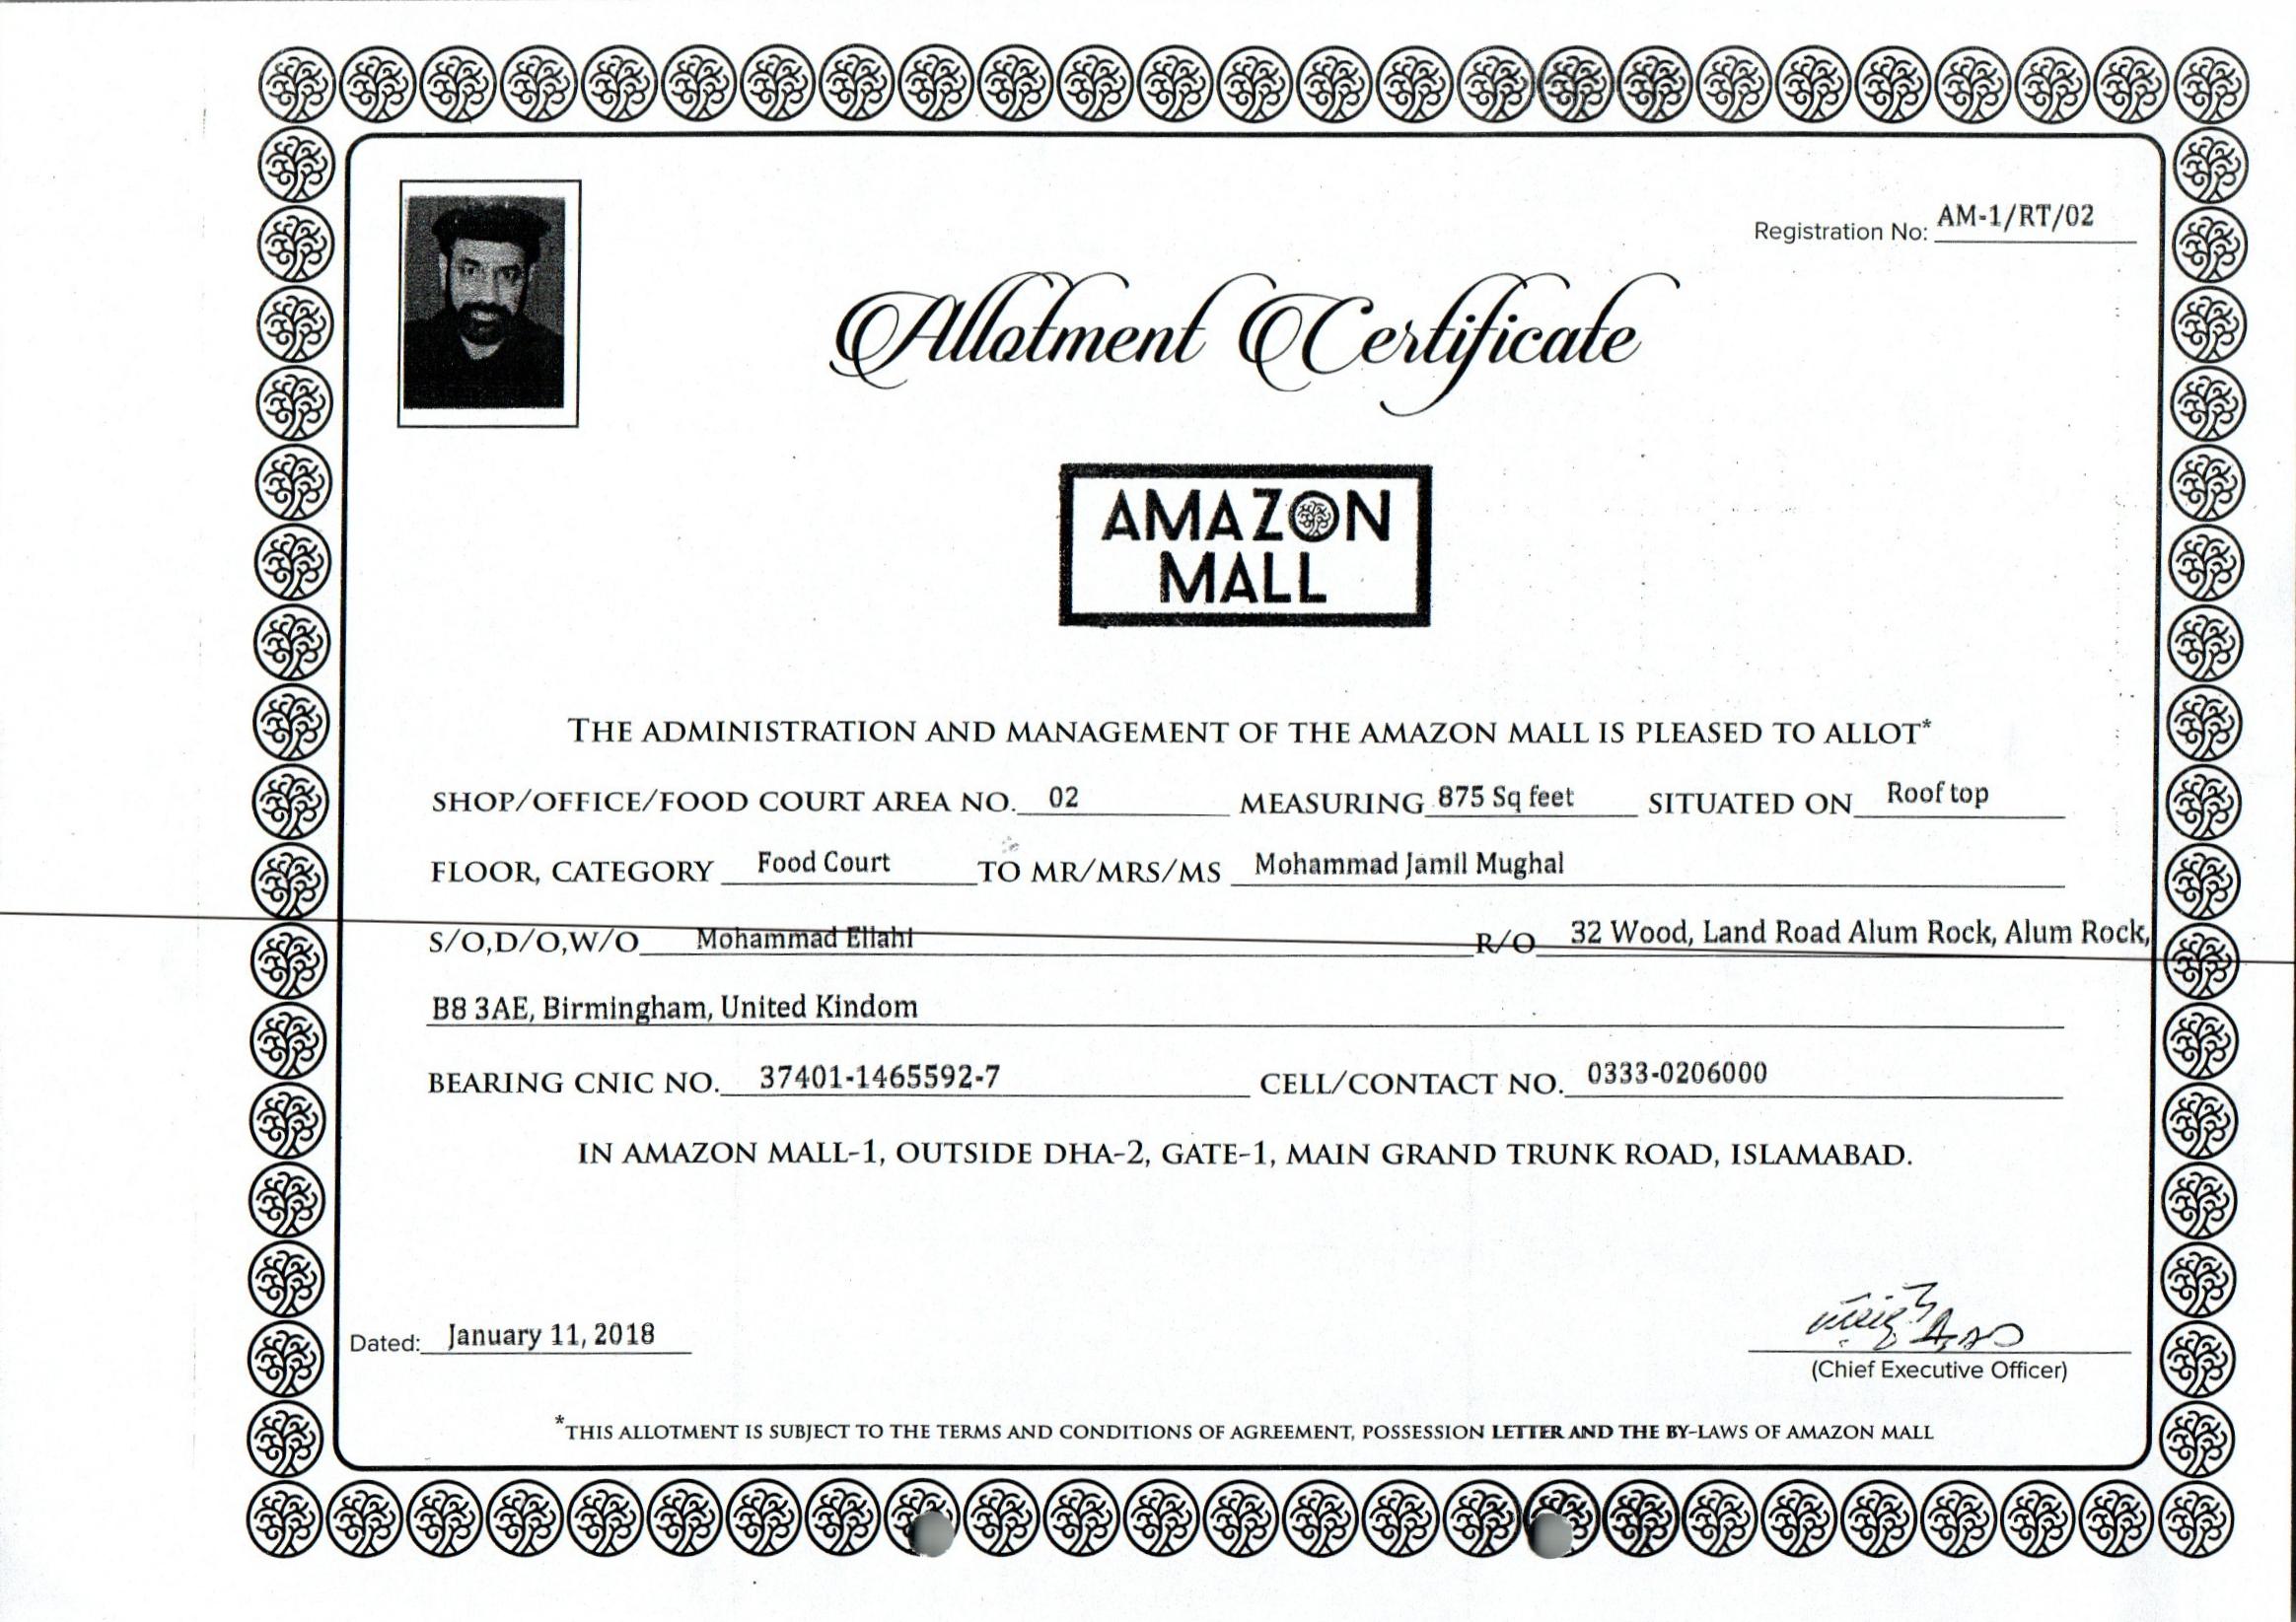 Registration No: AM-1/RT/02
Allotment Certificate
AMAZON
MALL
THE ADMINISTRATION AND MANAGEMENT OF THE AMAZON MALL IS PLEASED TO ALLOT*
SHOP/OFFICE/FOOD COURT AREA NO. 02 MEASURING 875 Sq feet SITUATED ON Roof top
FLOOR, CATEGORY Food Court TO MR/MRS/MS Mohammad Jamil Mughal
S/O,D/O,W/O Mohammad Ellahi R/O 32 Wood, Land Road Alum Rock, Alum Rock,
B8 3AE, Birmingham, United Kindom
BEARING CNIC NO. 37401-1465592-7 CELL/CONTACT NO. 0333-0206000
IN AMAZON MALL-1, OUTSIDE DHA-2, GATE-1, MAIN GRAND TRUNK ROAD, ISLAMABAD.
Dated: January 11, 2018
(Chief Executive Officer)
*THIS ALLOTMENT IS SUBJECT TO THE TERMS AND CONDITIONS OF AGREEMENT, POSSESSION LETTER AND THE BY-LAWS OF AMAZON MALL